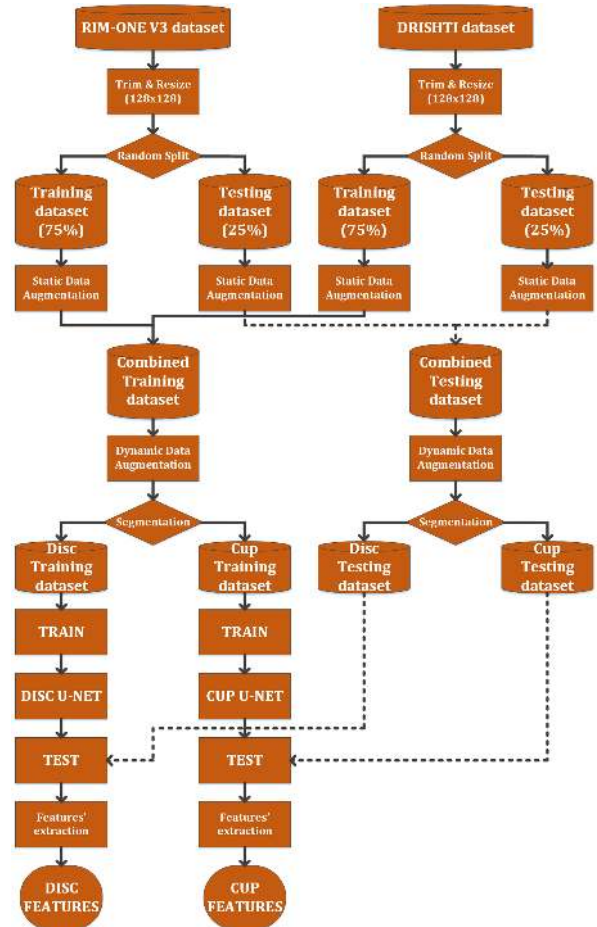 RIM-ONE V3 dataset
DRISHTI dataset
Trim & Resize
(128x128)
Trim & Resize
(128x128)
Random Split
Random Split
Training
dataset
(75%)
Testing
dataset
(25%)
Training
dataset
(75%)
Testing
dataset
(25%)
Static Data
Augmentation
Static Data
Augmentation
Static Data
Augmentation
Static Data
Augmentation
Combined
Training
dataset
Combined
Testing
dataset
Dynamic Data
Augmentation
Dynamic Data
Augmentation
Segmentation
Segmentation
Disc
Training
dataset
Cup
Training
dataset
Disc
Testing
dataset
Cup
Testing
dataset
TRAIN
TRAIN
DISC U-NET
CUP U-NET
TEST
TEST
Features'
extraction
Features'
extraction
DISC
FEATURES
CUP
FEATURES